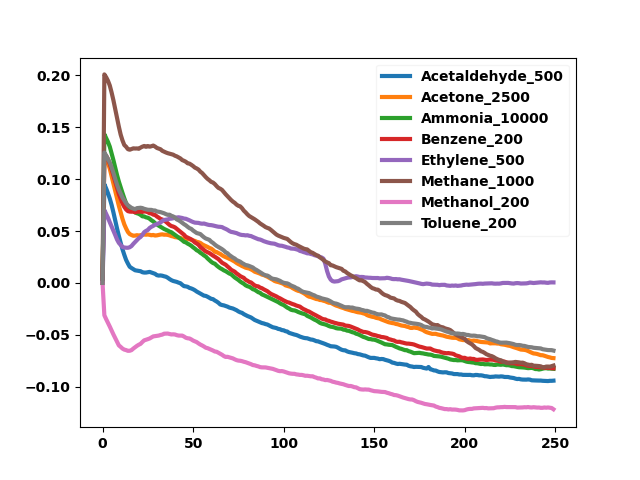 0.20
0.15
0.10
0.05
0.00
−0.05
−0.10
0 50 100 150 200 250
Acetaldehyde_500
Acetone_2500
Ammonia_10000
Benzene_200
Ethylene_500
Methane_1000
Methanol_200
Toluene_200